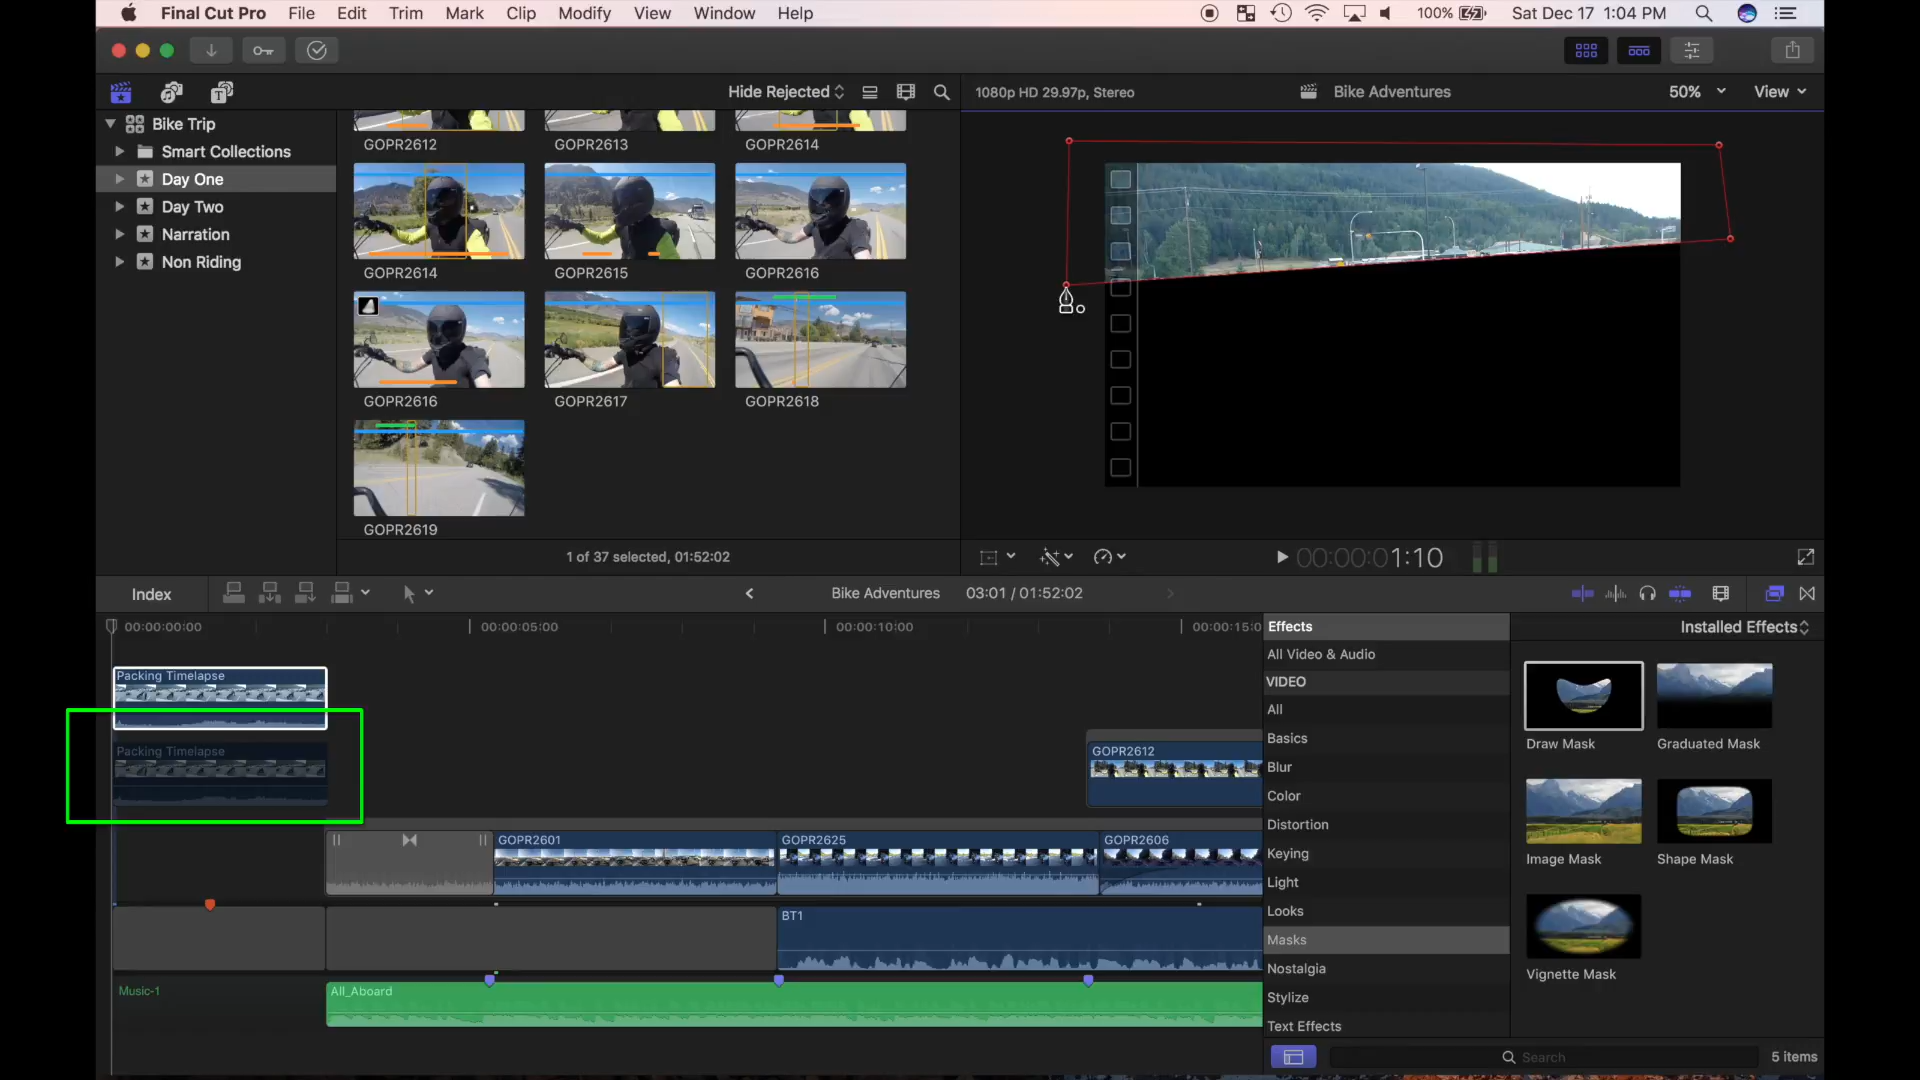 Final Cut Pro File Edit Trim Mark Clip Modify View Window Help 100% Sat Dec 17 1:04 PM
Hide Rejected 1080p HD 29.97p, Stereo Bike Adventures 50% View
Bike Trip
Smart Collections
Day One
Day Two
Narration
Non Riding
GOPR2612 GOPR2613 GOPR2614
GOPR2614 GOPR2615 GOPR2616
GOPR2616 GOPR2617 GOPR2618
GOPR2619
1 of 37 selected, 01:52:02
00:00:01:10
Index Bike Adventures 03:01 / 01:52:02
00:00:00:00 00:00:05:00 00:00:10:00 00:00:15:0
Packing Timelapse
Packing Timelapse
GOPR2612
GOPR2601 GOPR2625 GOPR2606
BT1
Music-1 All_Aboard
Effects Installed Effects
All Video & Audio
VIDEO
All
Basics
Blur
Color
Distortion
Keying
Light
Looks
Masks
Nostalgia
Stylize
Text Effects
Draw Mask Graduated Mask
Image Mask Shape Mask
Vignette Mask
Search 5 items